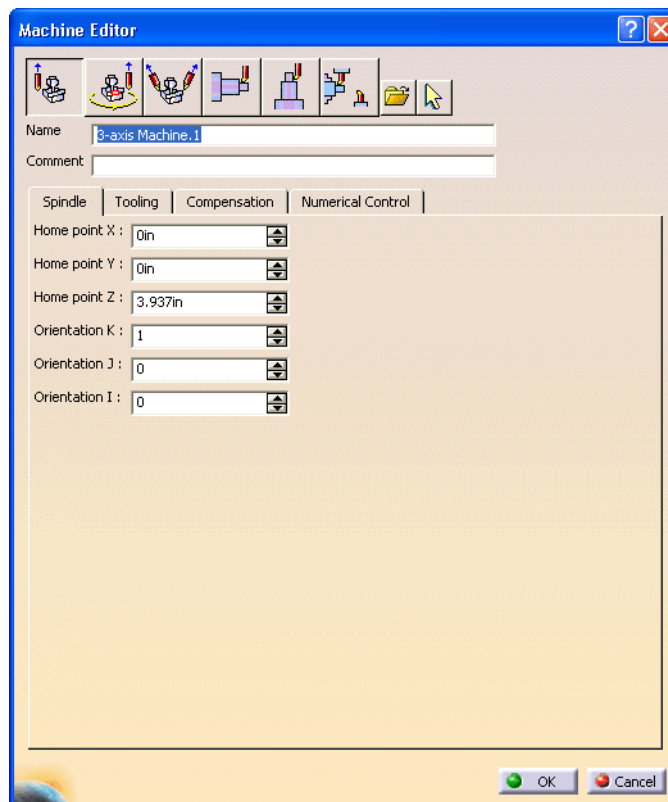 Machine Editor
Name 3-axis Machine.1
Comment
Spindle Tooling Compensation Numerical Control
Home point X : 0in
Home point Y : 0in
Home point Z : 3.937in
Orientation K : 1
Orientation J : 0
Orientation I : 0
OK Cancel